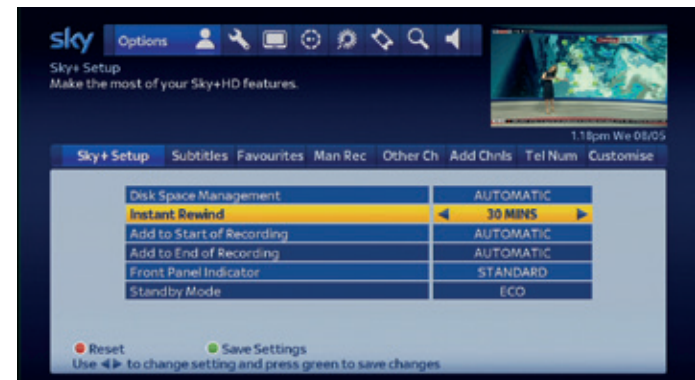 sky Options
Sky+ Setup
Make the most of your Sky+HD features.
1.18pm We 08/05
Sky+ Setup Subtitles Favourites Man Rec Other Ch Add Chnls Tel Num Customise
Disk Space Management AUTOMATIC
Instant Rewind 30 MINS
Add to Start of Recording AUTOMATIC
Add to End of Recording AUTOMATIC
Front Panel Indicator STANDARD
Standby Mode ECO
Reset Save Settings
Use ◀▶ to change setting and press green to save changes